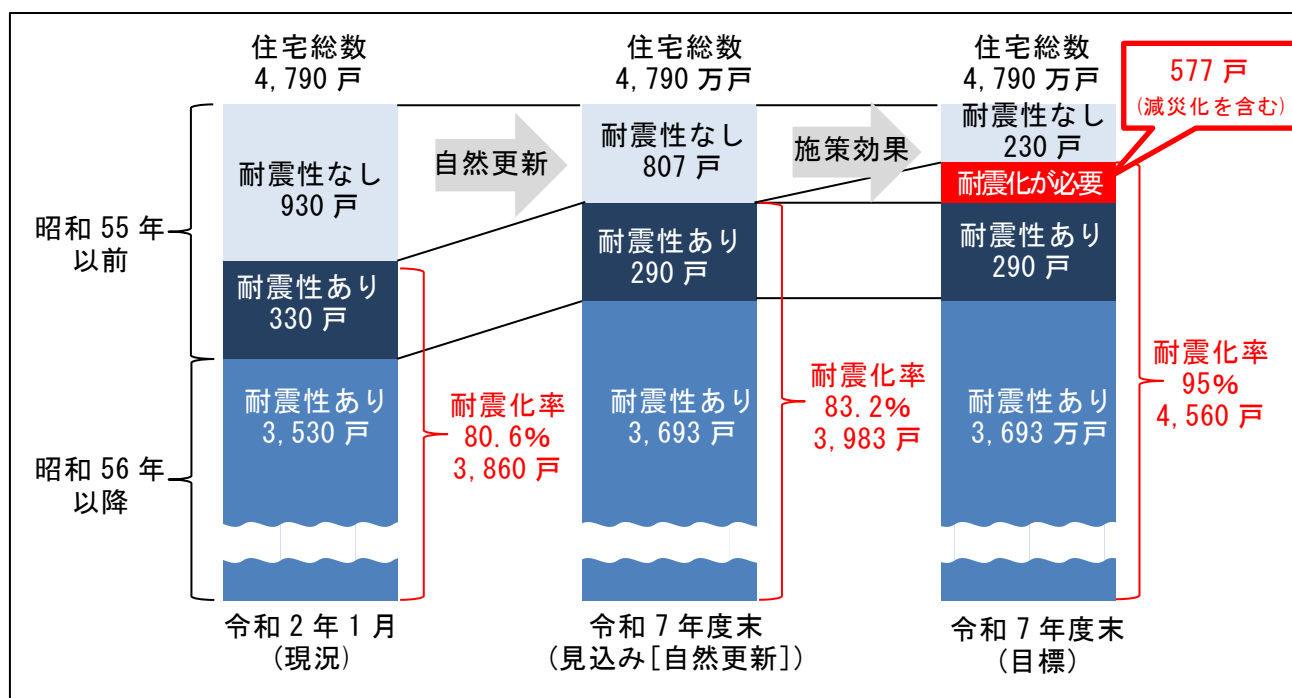 住宅総数
4,790 戸
住宅総数
4,790 万戸
住宅総数
4,790 万戸
577 戸
(減災化を含む)
昭和 55 年
以前
耐震性なし
930 戸
自然更新
耐震性なし
807 戸
施策効果
耐震性なし
230 戸
耐震化が必要
耐震性あり
330 戸
耐震性あり
290 戸
耐震性あり
290 戸
昭和 56 年
以降
耐震性あり
3,530 戸
耐震化率
80.6%
3,860 戸
耐震性あり
3,693 戸
耐震化率
83.2%
3,983 戸
耐震性あり
3,693 万戸
耐震化率
95%
4,560 戸
令和 2 年 1 月
(現況)
令和 7 年度末
(見込み[自然更新])
令和 7 年度末
(目標)